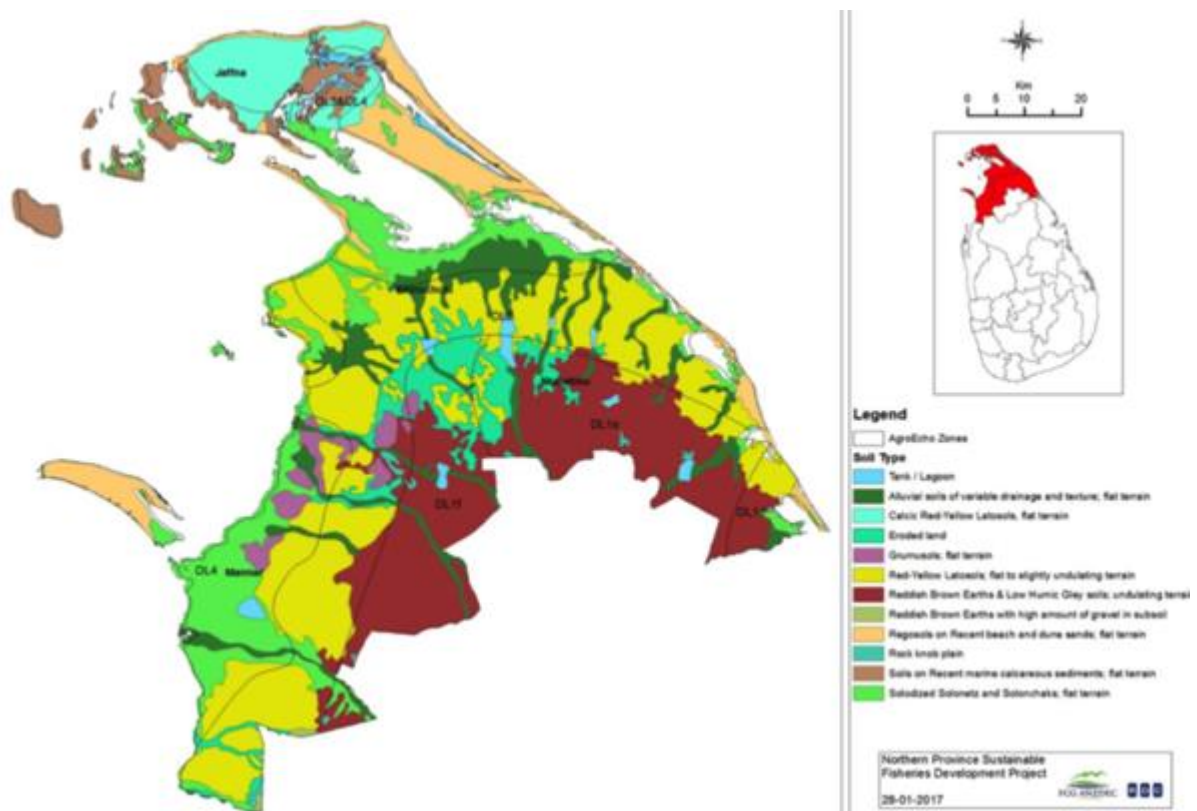 Jaffna
Km
0 5 10 20
DL3&DL4
DL1e
DL1f
DL4
Mannar
Legend
AgroEcho Zones
Soil Type
Tank / Lagoon
Alluvial soils of variable drainage and texture; flat terrain
Calcic Red-Yellow Latosols, flat terrain
Eroded land
Grumusols; flat terrain
Red-Yellow Latosols; flat to slightly undulating terrain
Reddish Brown Earths & Low Humic Gley soils; undulating terrain
Reddish Brown Earths with high amount of gravel in subsoil
Regosols on Recent beach and dune sands; flat terrain
Rock knob plain
Soils on Recent marine calcareous sediments; flat terrain
Solodized Solonetz and Solonchaks; flat terrain
Northern Province Sustainable
Fisheries Development Project
28-01-2017